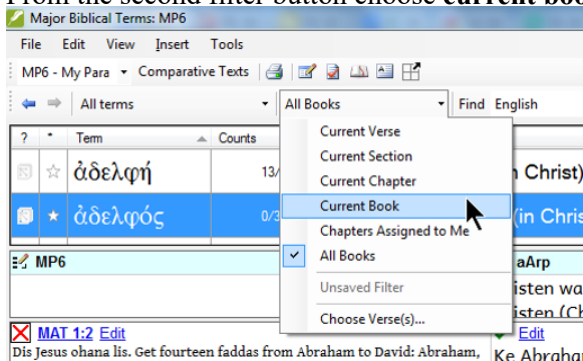 From the second filter button choose current boo
Major Biblical Terms: MP6
File Edit View Insert Tools
MP6 - My Para Comparative Texts
All terms All Books Find English
? * Term Counts
ἀδελφή 13/ n Christ)
ἀδελφός 0/3 (in Chris
Current Verse
Current Section
Current Chapter
Current Book
Chapters Assigned to Me
All Books
Unsaved Filter
Choose Verse(s)...
MP6 aArp
isten wa
isten (Ch
MAT 1:2 Edit Edit
Dis Jesus ohana lis. Get fourteen faddas from Abraham to David: Abraham, Ke Abraha